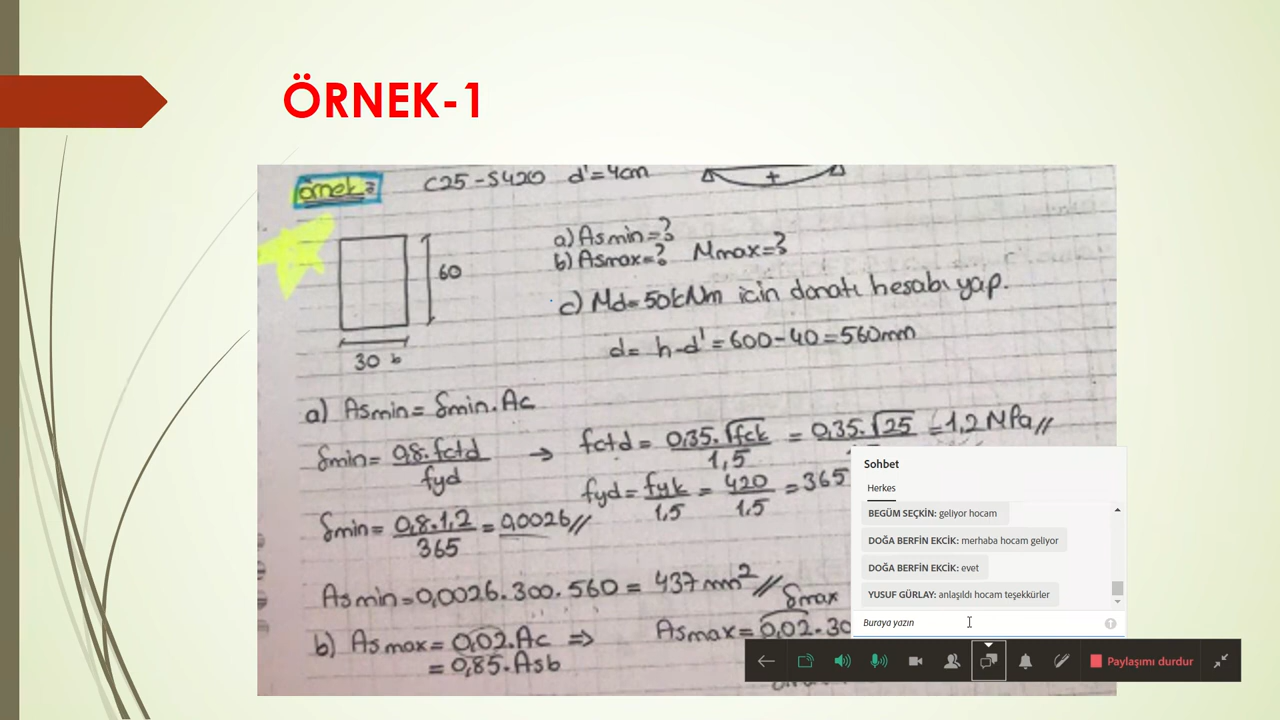 ÖRNEK-1
Örnek:
C25-S420 d'=4cm
+
60
30 b
a) Asmin=?
b) Asmax=? Mmax=?
c) Md=50kNm için donatı hesabı yap.
d= h-d' = 600-40=560mm
a) Asmin= δmin.Ac
δmin= 0,8.fctd / fyd → fctd = 0,35.√fck / 1,5 = 0,35.√25 = 1,2 MPa//
fyd= fyk / 1.5 = 420 / 1.5 = 365
δmin= 0,8.1,2 / 365 = 0,0026//
Asmin=0,0026.300.560 = 437 mm²//
δmax
b) Asmax= 0,02.Ac ⇒ Asmax= 0,02.30
= 0,85.Asb
Sohbet
Herkes
BEGÜM SEÇKİN: geliyor hocam
DOĞA BERFİN EKCİK: merhaba hocam geliyor
DOĞA BERFİN EKCİK: evet
YUSUF GÜRLAY: anlaşıldı hocam teşekkürler
Buraya yazın
Paylaşımı durdur